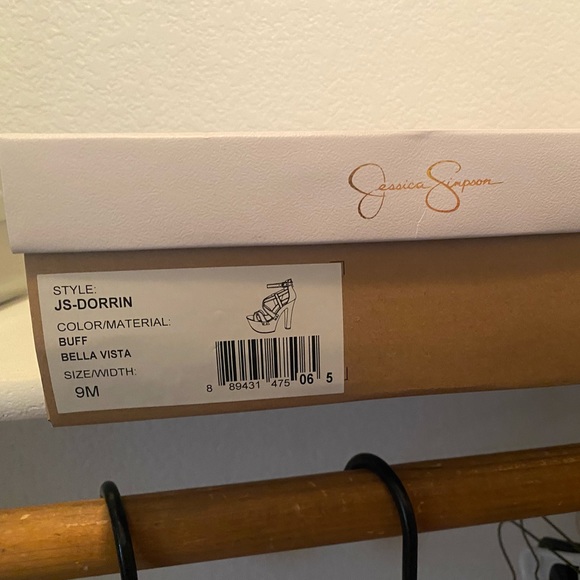 Jessica Simpson
STYLE:
JS-DORRIN
COLOR/MATERIAL:
BUFF
BELLA VISTA
SIZE/WIDTH:
9M
8 89431 475 06 5